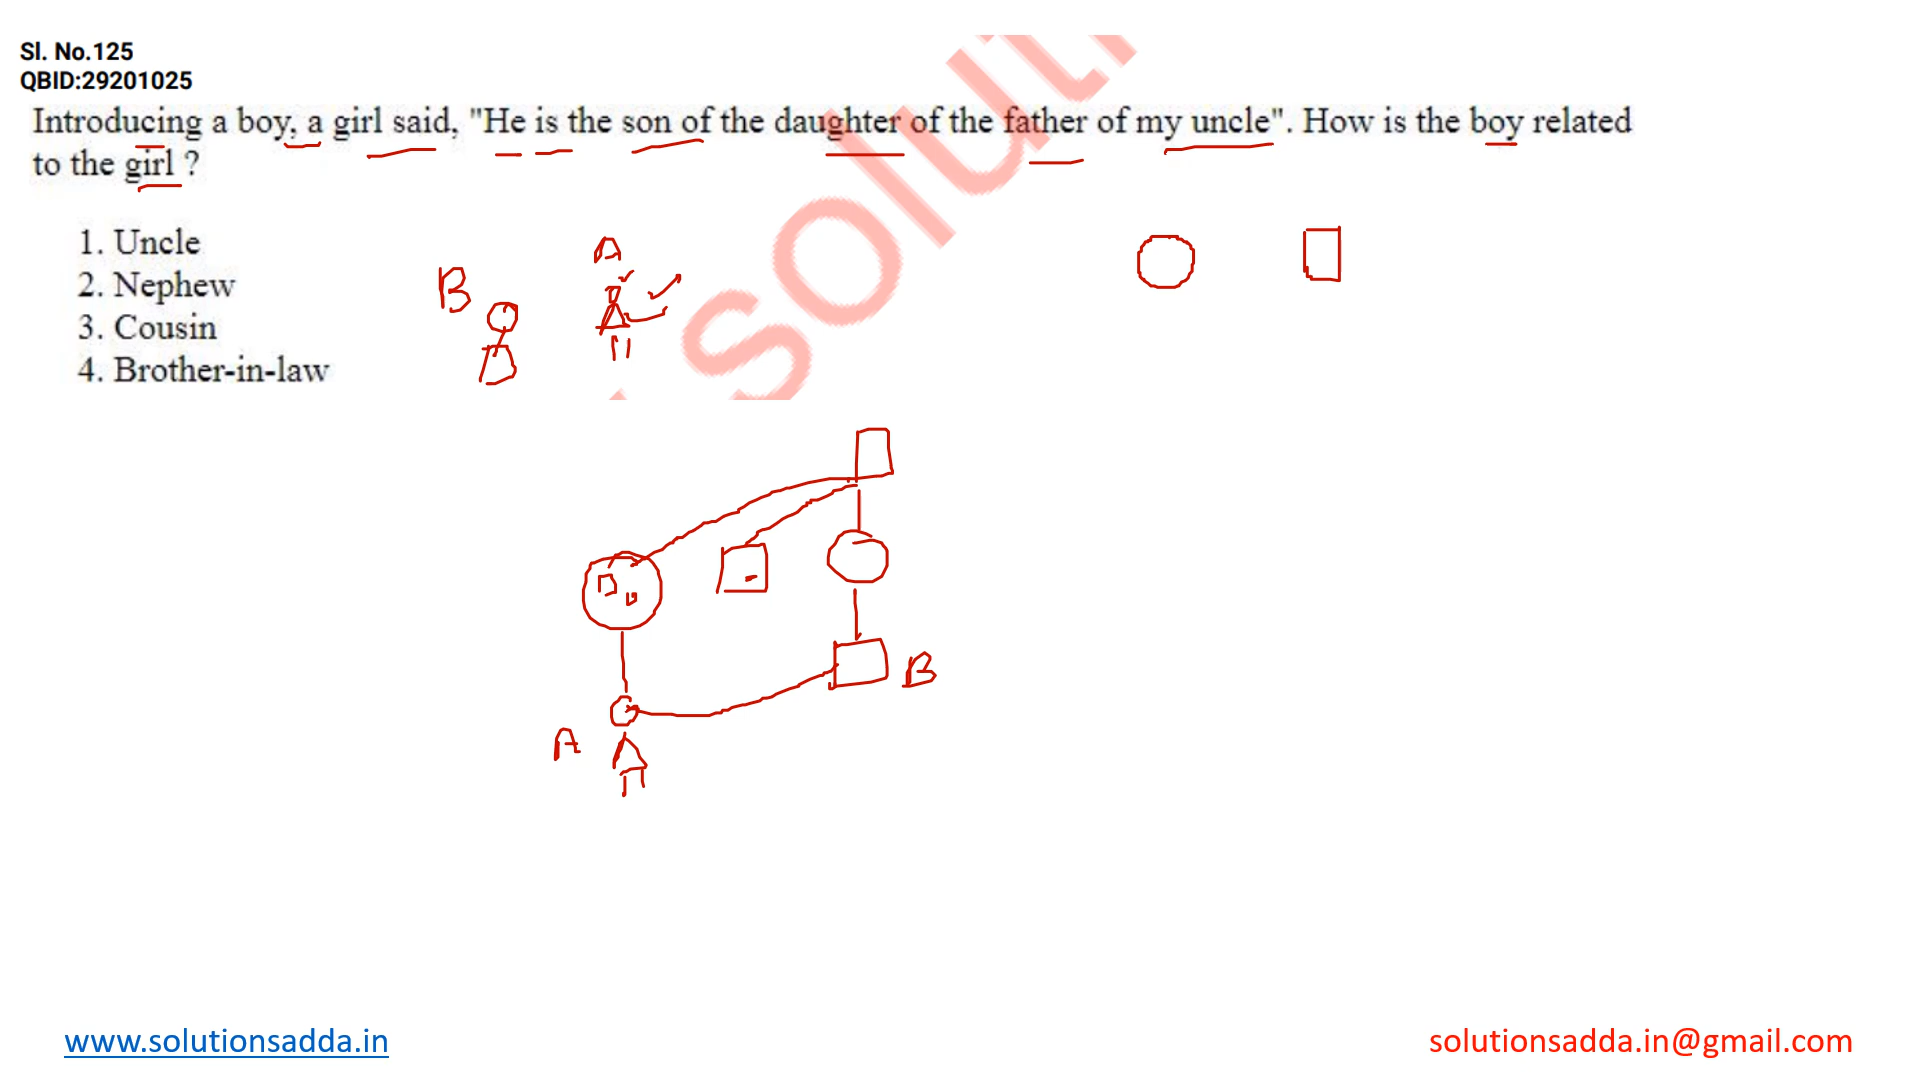 Sl. No.125
QBID:29201025
Introducing a boy, a girl said, "He is the son of the daughter of the father of my uncle". How is the boy related
to the girl ?
1. Uncle
2. Nephew
3. Cousin
4. Brother-in-law
A
B
B
A
www.solutionsadda.in
solutionsadda.in@gmail.com